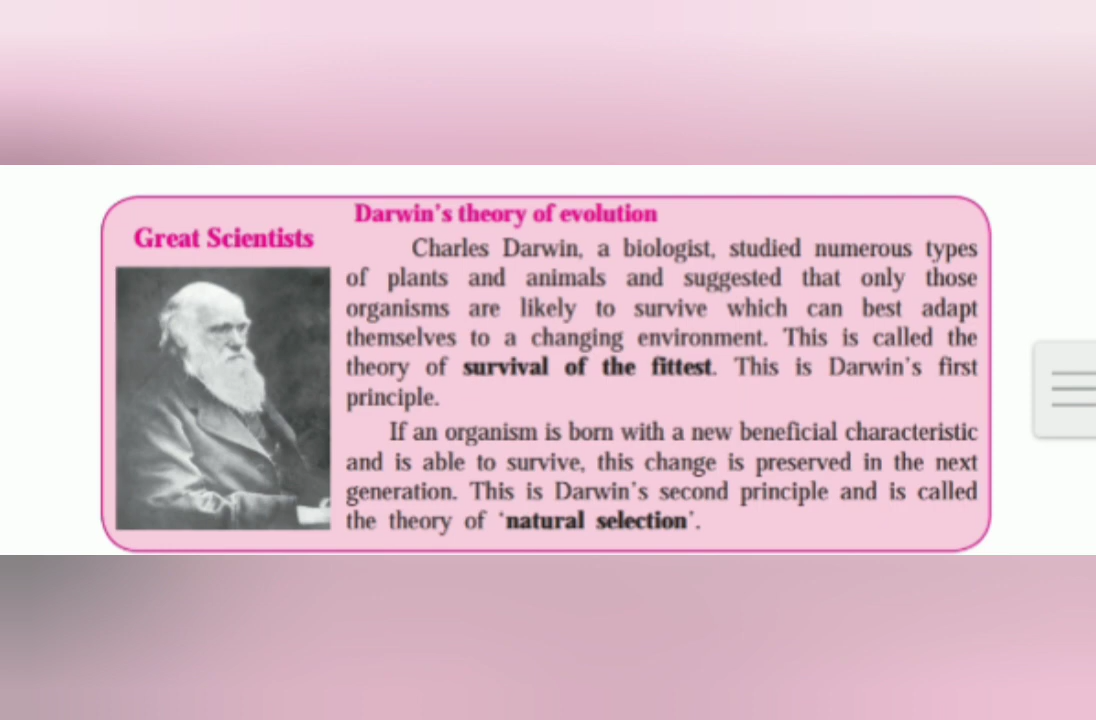 Great Scientists
Darwin's theory of evolution
Charles Darwin, a biologist, studied numerous types
of plants and animals and suggested that only those
organisms are likely to survive which can best adapt
themselves to a changing environment. This is called the
theory of survival of the fittest. This is Darwin's first
principle.
If an organism is born with a new beneficial characteristic
and is able to survive, this change is preserved in the next
generation. This is Darwin's second principle and is called
the theory of 'natural selection'.